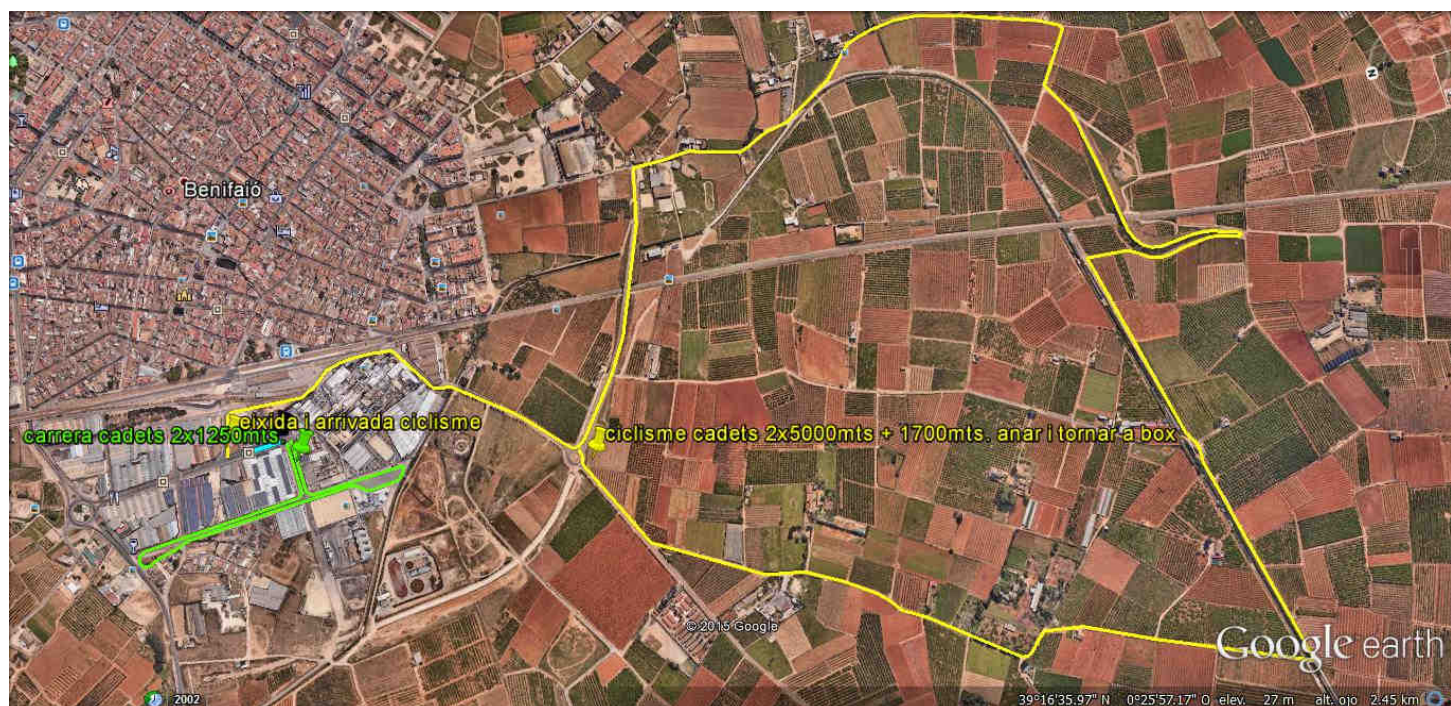 Benifaió
eixida i arrivada ciclisme
carrera cadets 2x1250mts.
ciclisme cadets 2x5000mts + 1700mts. anar i tornar a box
© 2015 Google
Google earth
N
2002
39°16'35.97" N 0°25'57.17" O elev. 27 m alt. ojo 2.45 km